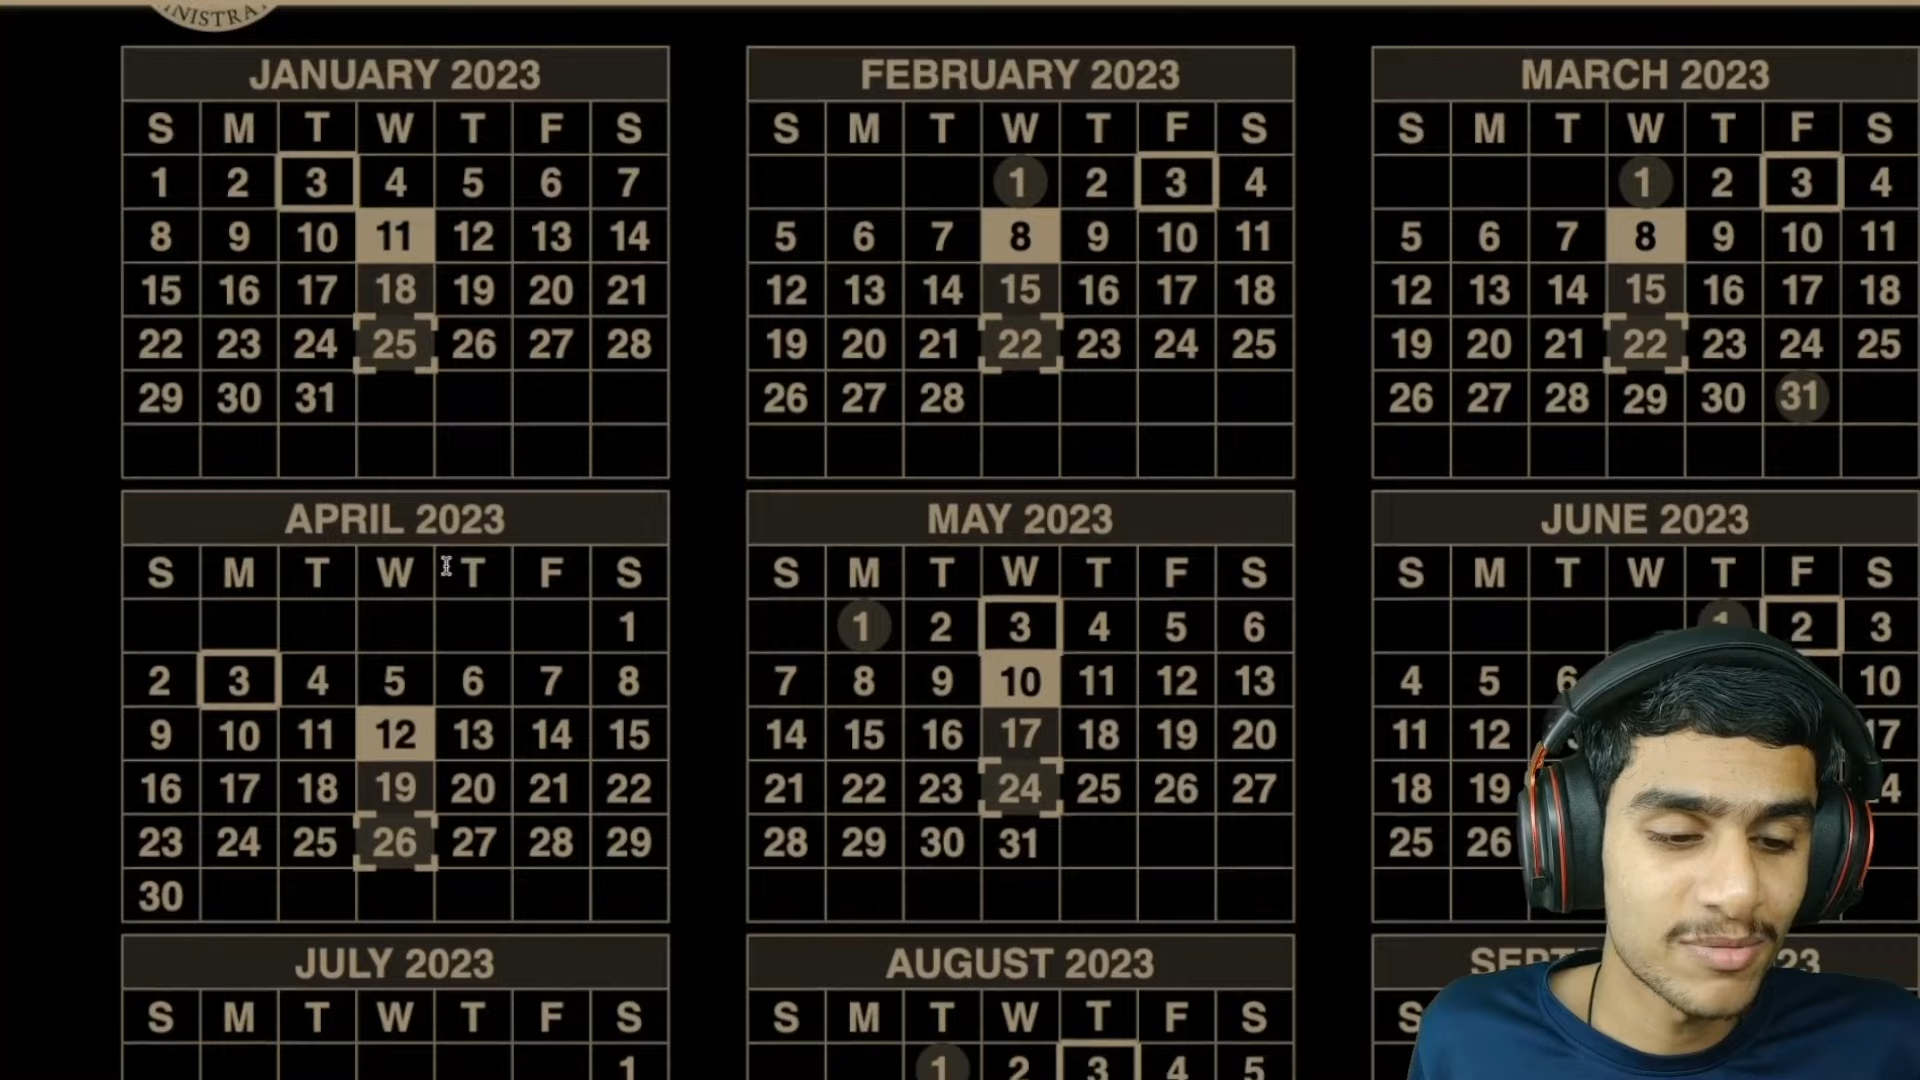 INISTRA
JANUARY 2023
S M T W T F S
1 2 3 4 5 6 7
8 9 10 11 12 13 14
15 16 17 18 19 20 21
22 23 24 25 26 27 28
29 30 31
FEBRUARY 2023
S M T W T F S
1 2 3 4
5 6 7 8 9 10 11
12 13 14 15 16 17 18
19 20 21 22 23 24 25
26 27 28
MARCH 2023
S M T W T F S
1 2 3 4
5 6 7 8 9 10 11
12 13 14 15 16 17 18
19 20 21 22 23 24 25
26 27 28 29 30 31
APRIL 2023
S M T W T F S
1
2 3 4 5 6 7 8
9 10 11 12 13 14 15
16 17 18 19 20 21 22
23 24 25 26 27 28 29
30
MAY 2023
S M T W T F S
1 2 3 4 5 6
7 8 9 10 11 12 13
14 15 16 17 18 19 20
21 22 23 24 25 26 27
28 29 30 31
JUNE 2023
S M T W T F S
1 2 3
4 5 6 10
11 12 17
18 19
25 26
JULY 2023
S M T W T F S
1
AUGUST 2023
S M T W T F S
1 2 3 4 5
SEPT 23
S